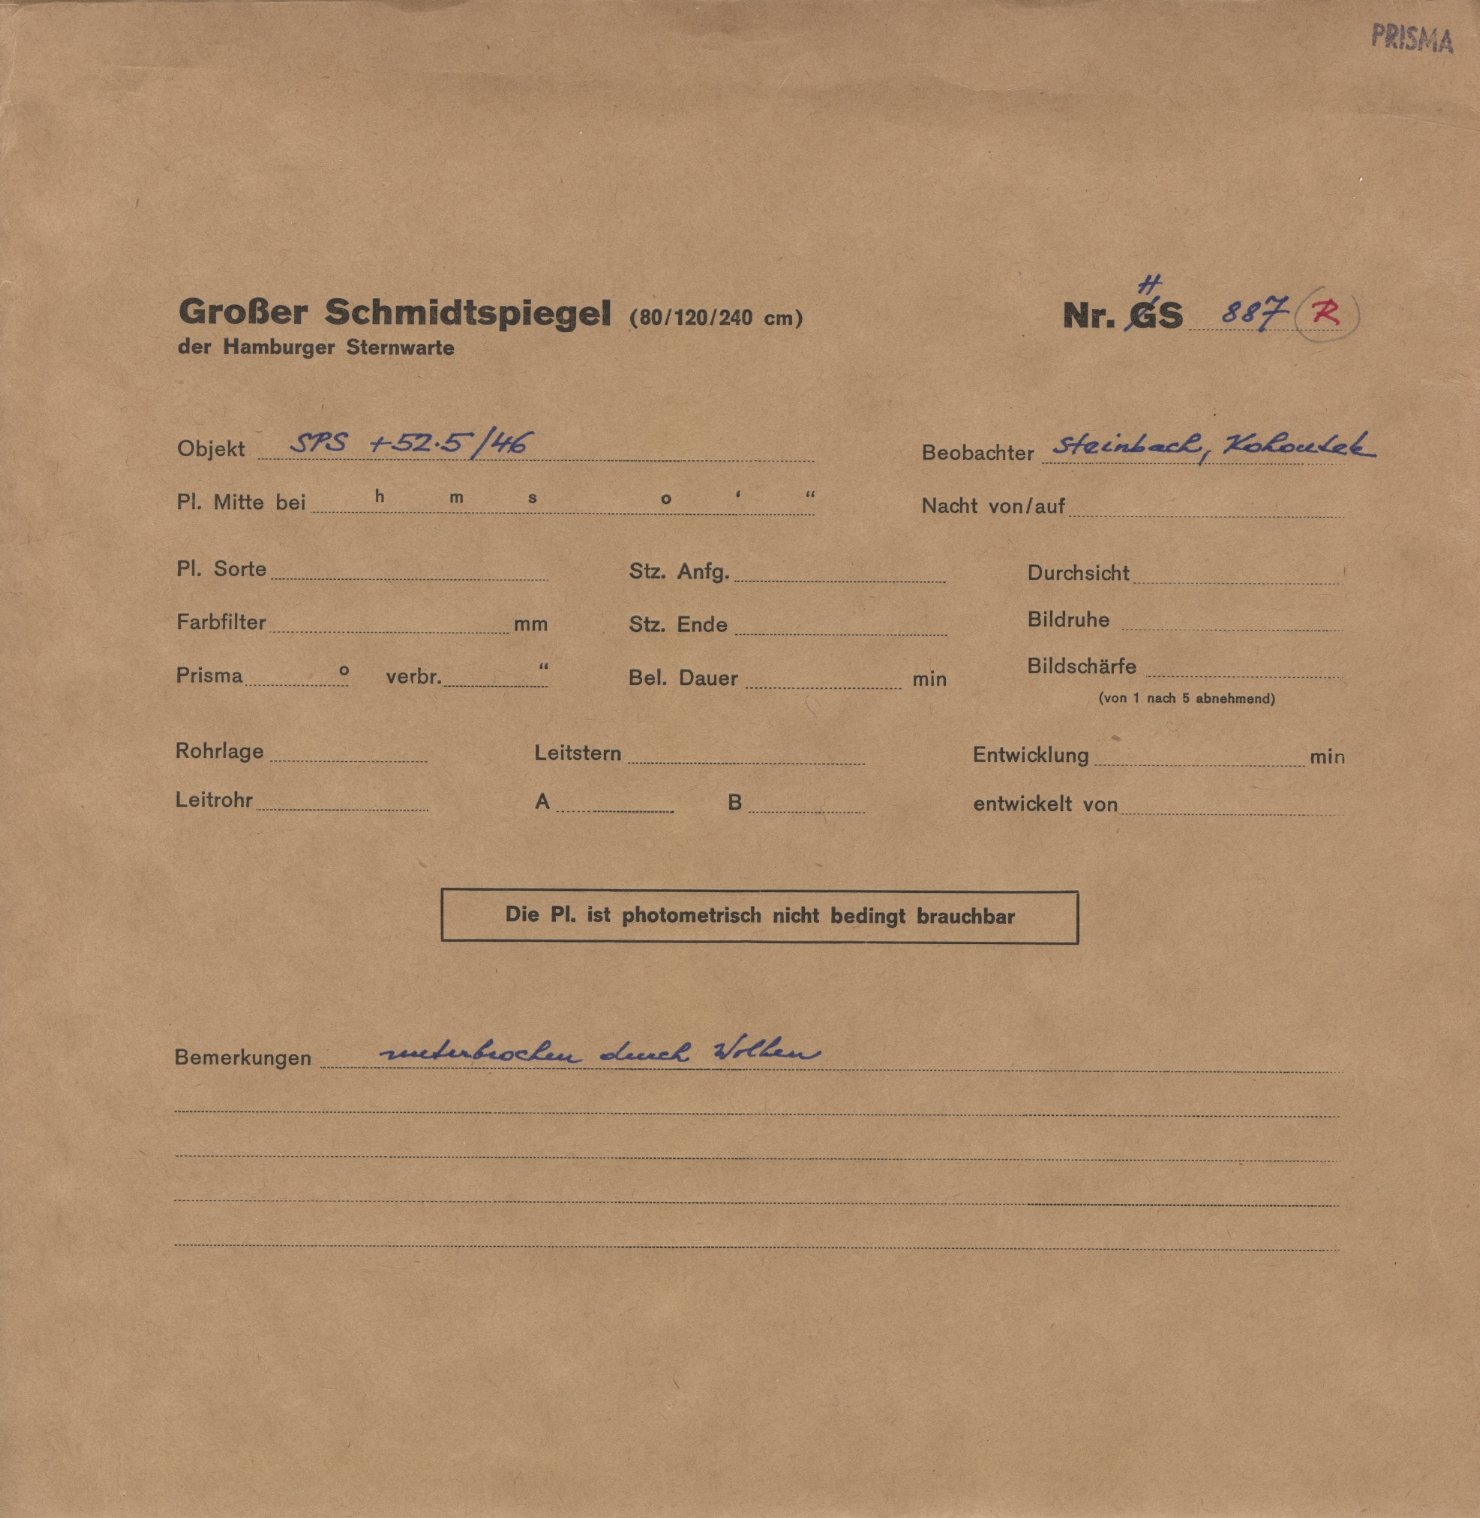 PRISMA
H
Großer Schmidtspiegel (80/120/240 cm) Nr. GS 887 R
der Hamburger Sternwarte
Objekt SPS +52.5/46 Beobachter Steinbach, Kohoutek
Pl. Mitte bei h m s o ‘ “ Nacht von/auf
Pl. Sorte Stz. Anfg. Durchsicht
Farbfilter mm Stz. Ende Bildruhe
Prisma o verbr. “ Bel. Dauer min Bildschärfe
(von 1 nach 5 abnehmend)
Rohrlage Leitstern Entwicklung min
Leitrohr A B entwickelt von
Die Pl. ist photometrisch nicht bedingt brauchbar
Bemerkungen unterbrochen durch Wolken